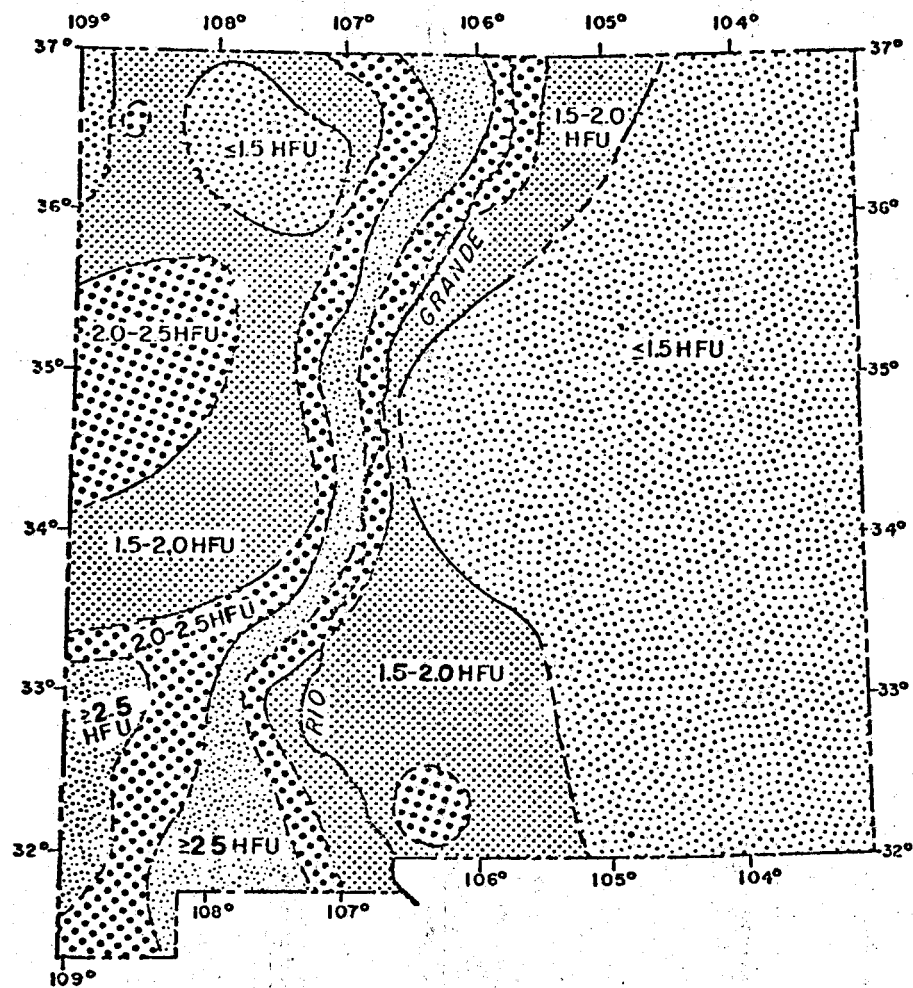 109° 108° 107° 106° 105° 104°
37° 37°
1.5-2.0
HFU
≤1.5 HFU
36° 36°
GRANDE
2.0-2.5 HFU
≤1.5 HFU
35° 35°
34° 34°
1.5-2.0 HFU
2.0-2.5 HFU
33° 33°
1.5-2.0 HFU
≥2.5
HFU
RIO
≥25 HFU
32° 32°
106° 105° 104°
108° 107°
109°